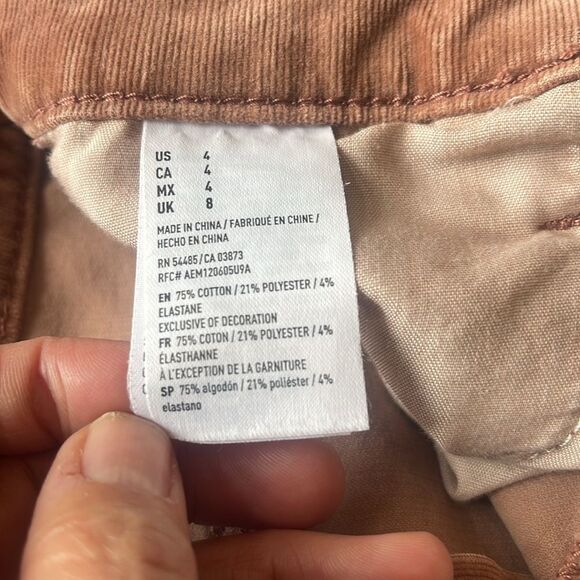 US 4
CA 4
MX 4
UK 8
MADE IN CHINA / FABRIQUÉ EN CHINE /
HECHO EN CHINA
RN 54485 / CA 03873
RFC# AEM120605U9A
EN 75% COTTON / 21% POLYESTER / 4%
ELASTANE
EXCLUSIVE OF DECORATION
FR 75% COTON / 21% POLYESTER / 4%
ÉLASTHANNE
À L'EXCEPTION DE LA GARNITURE
SP 75% algodón / 21% poliéster / 4%
elastano